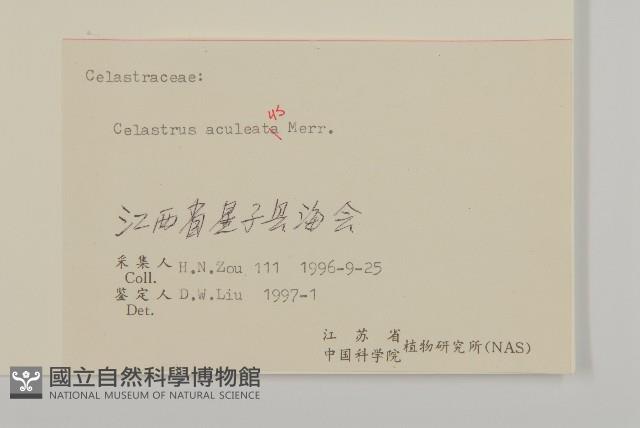 Celastraceae:
us
Celastrus aculeata Merr.
江西省星子县海会
采集人 H.N.Zou 111 1996-9-25
Coll.
鉴定人 D.W.Liu 1997-1
Det.
江苏省
中国科学院 植物研究所(NAS)
國立自然科學博物館
NATIONAL MUSEUM OF NATURAL SCIENCE